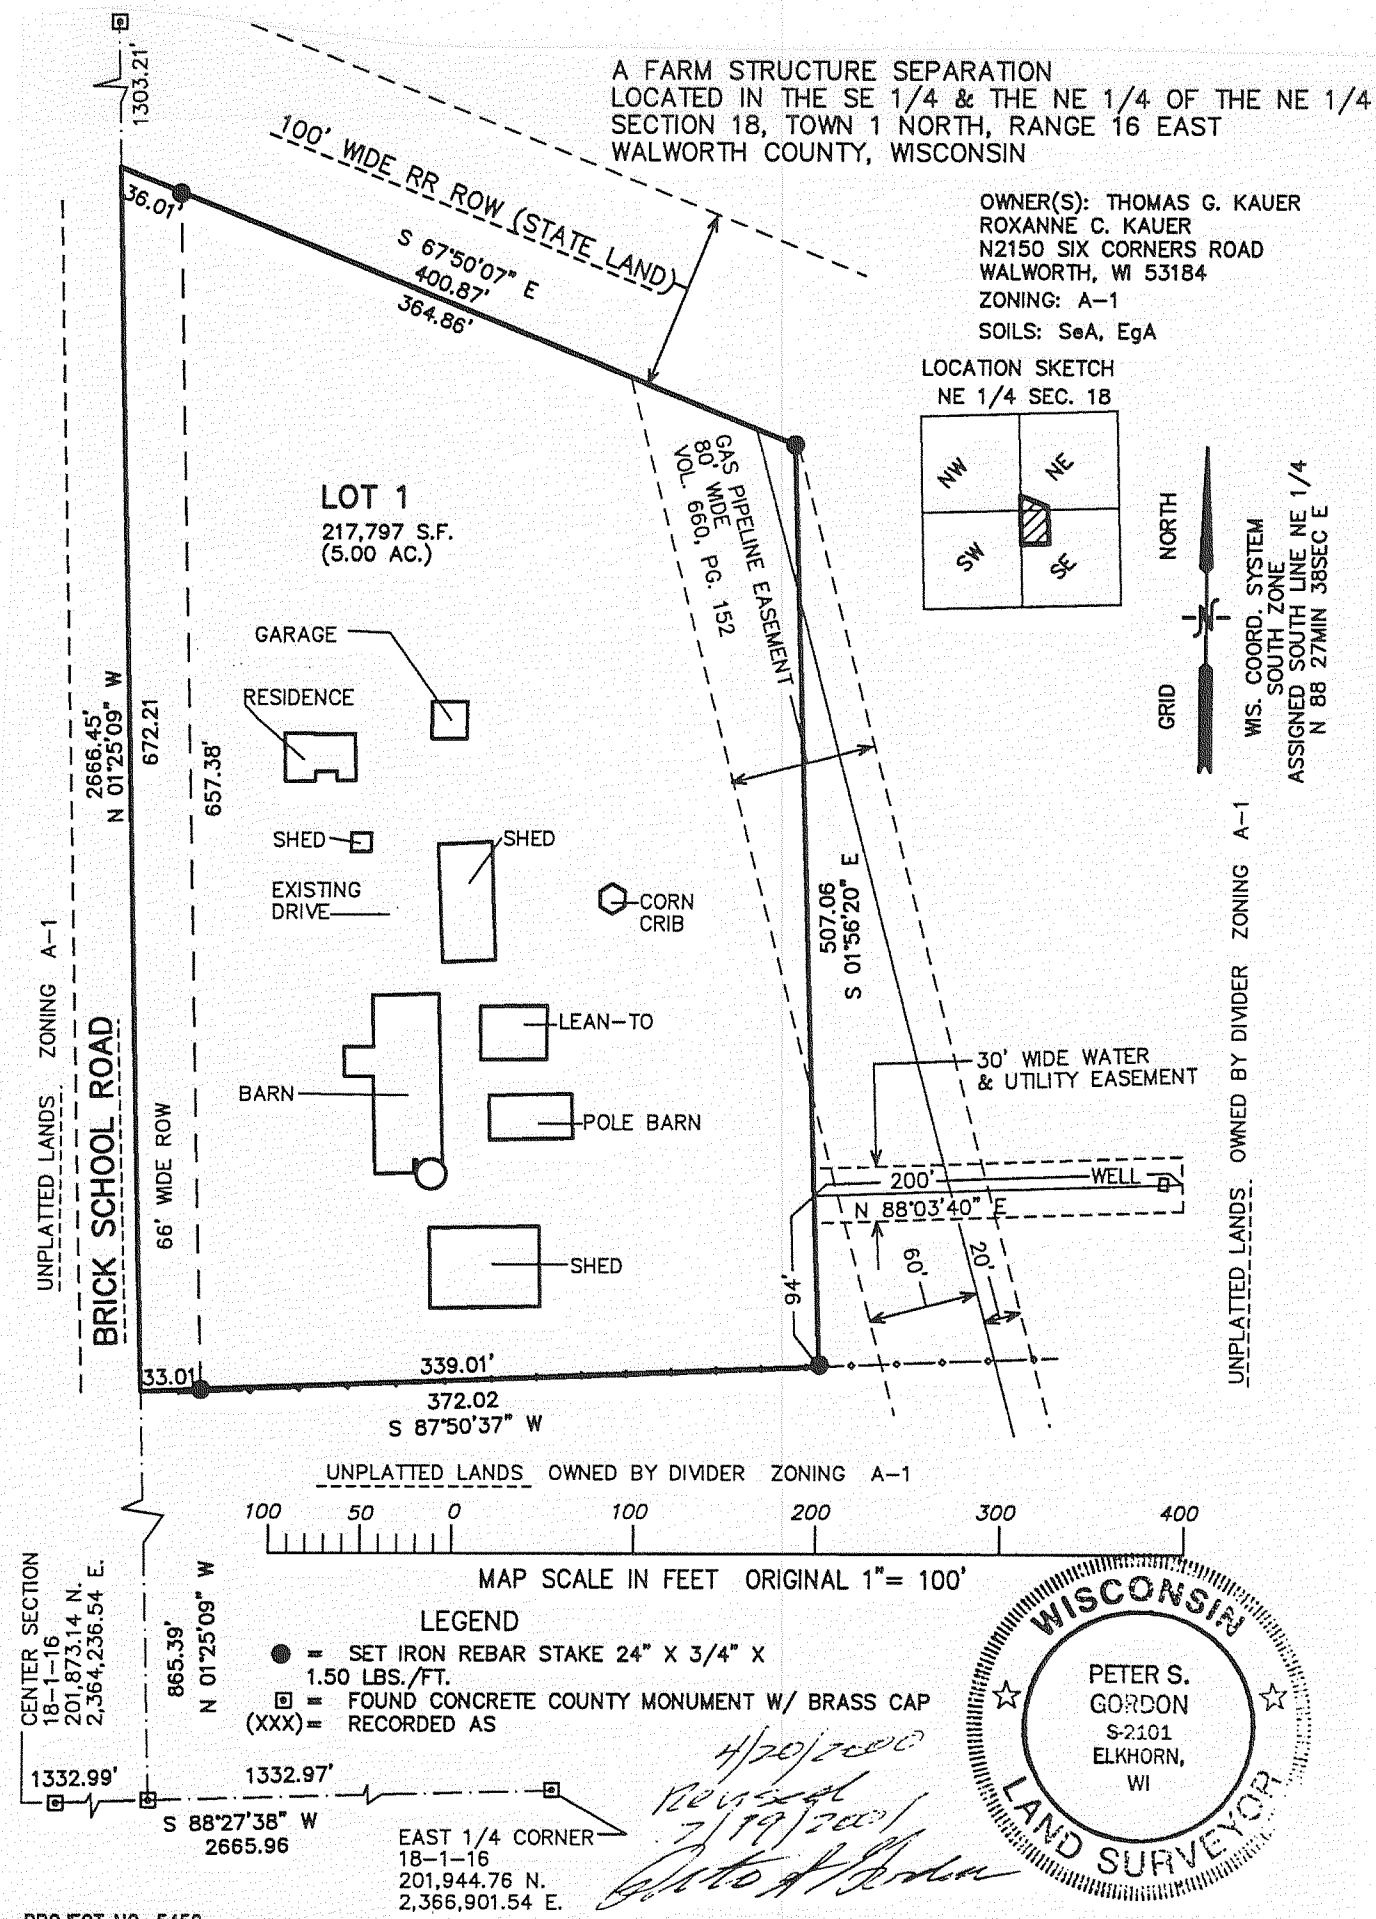 1303.21'
A FARM STRUCTURE SEPARATION
LOCATED IN THE SE 1/4 & THE NE 1/4 OF THE NE 1/4
SECTION 18, TOWN 1 NORTH, RANGE 16 EAST
WALWORTH COUNTY, WISCONSIN
100' WIDE RR ROW (STATE LAND)
36.01'
S 67°50'07" E
400.87'
364.86'
OWNER(S): THOMAS G. KAUER
ROXANNE C. KAUER
N2150 SIX CORNERS ROAD
WALWORTH, WI 53184
ZONING: A-1
SOILS: SeA, EgA
LOCATION SKETCH
NE 1/4 SEC. 18
NW
NE
SW
SE
NORTH
N
GRID
WIS. COORD. SYSTEM
SOUTH ZONE
ASSIGNED SOUTH LINE NE 1/4
N 88 27MIN 38SEC E
GAS PIPELINE EASEMENT
80' WIDE
VOL. 660, PG. 152
LOT 1
217,797 S.F.
(5.00 AC.)
GARAGE
RESIDENCE
2666.45'
N 01°25'09" W
672.21
657.38'
SHED
SHED
EXISTING
DRIVE
CORN
CRIB
507.06
S 01°56'20" E
LEAN-TO
BARN
POLE BARN
SHED
UNPLATTED LANDS ZONING A-1
BRICK SCHOOL ROAD
66' WIDE ROW
30' WIDE WATER
& UTILITY EASEMENT
200'
WELL
N 88°03'40" E
94'
60'
20'
UNPLATTED LANDS OWNED BY DIVIDER ZONING A-1
33.01
339.01'
372.02
S 87°50'37" W
UNPLATTED LANDS OWNED BY DIVIDER ZONING A-1
100 50 0 100 200 300 400
MAP SCALE IN FEET ORIGINAL 1"= 100'
LEGEND
= SET IRON REBAR STAKE 24" X 3/4" X
1.50 LBS./FT.
= FOUND CONCRETE COUNTY MONUMENT W/ BRASS CAP
(XXX)= RECORDED AS
CENTER SECTION
18-1-16
201,873.14 N.
2,364,236.54 E.
865.39'
N 01°25'09" W
1332.99'
1332.97'
S 88°27'38" W
2665.96
EAST 1/4 CORNER
18-1-16
201,944.76 N.
2,366,901.54 E.
4/20/2000
Revised
7/19/2001
WISCONSIN
PETER S.
GORDON
S-2101
ELKHORN,
WI
LAND SURVEYOR